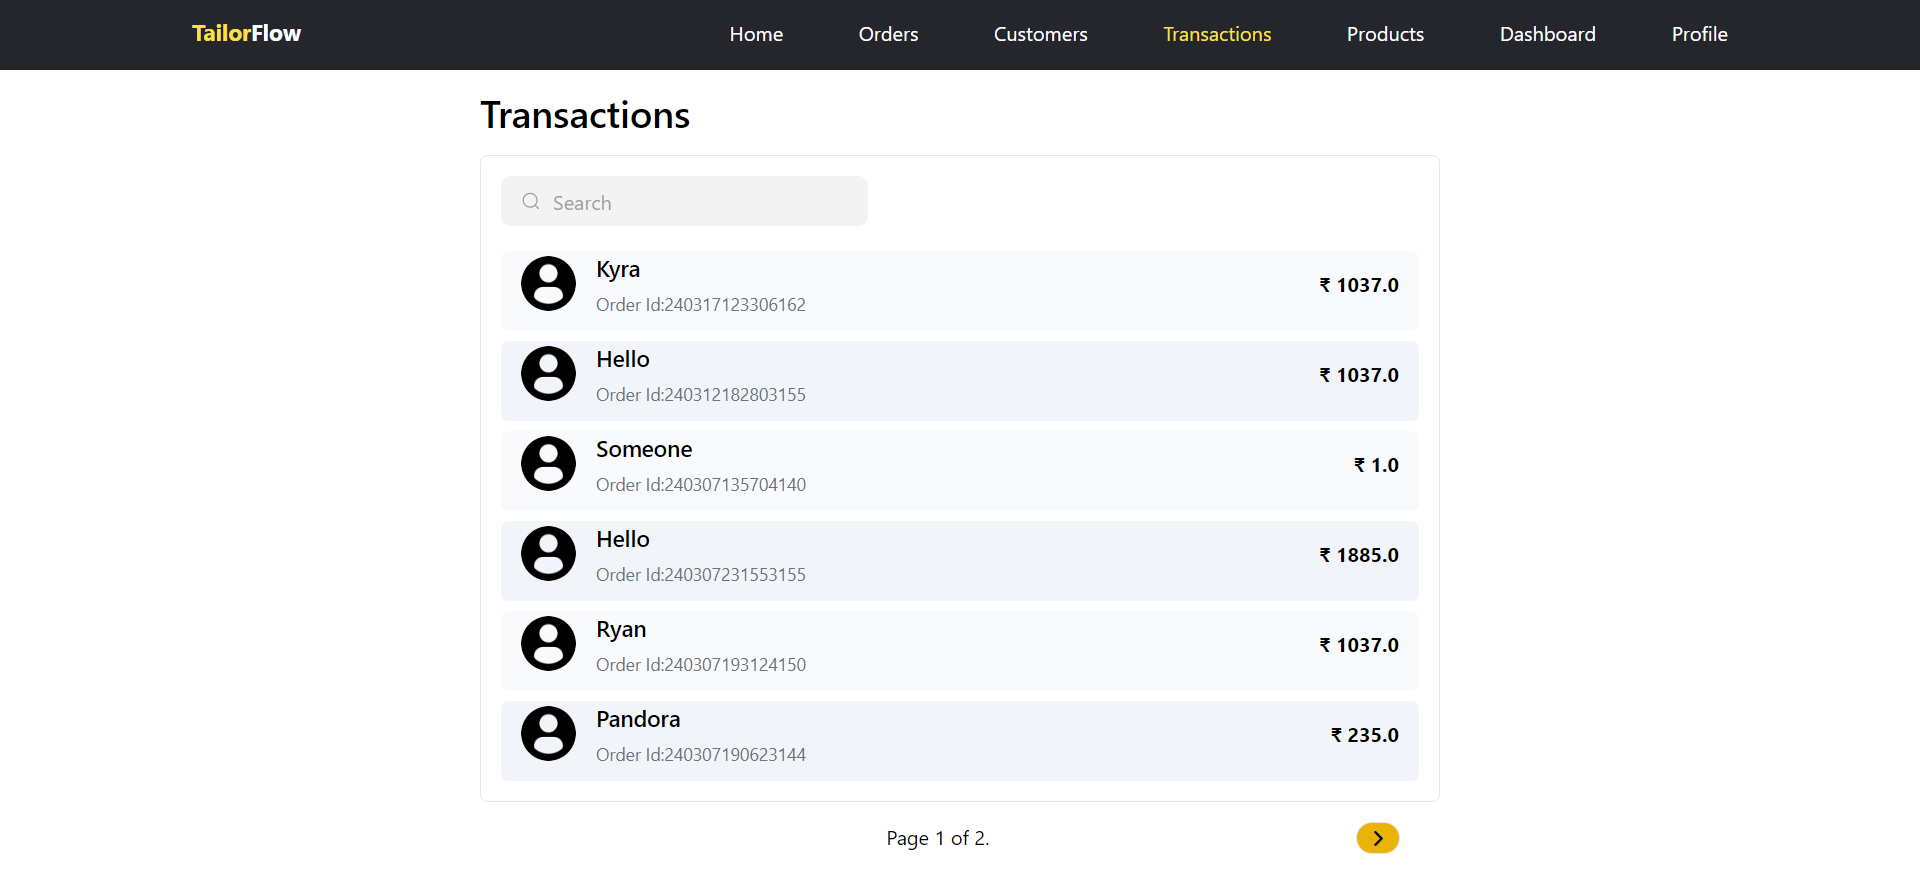 TailorFlow Home Orders Customers Transactions Products Dashboard Profile
Transactions
Search
Kyra
Order Id:240317123306162
₹ 1037.0
Hello
Order Id:240312182803155
₹ 1037.0
Someone
Order Id:240307135704140
₹ 1.0
Hello
Order Id:240307231553155
₹ 1885.0
Ryan
Order Id:240307193124150
₹ 1037.0
Pandora
Order Id:240307190623144
₹ 235.0
Page 1 of 2.